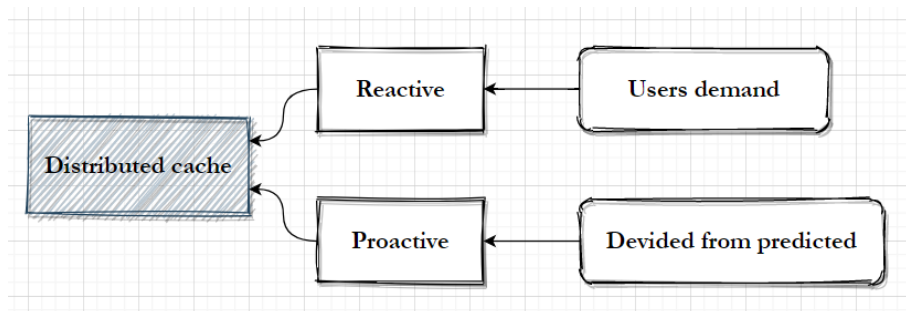 Reactive
Users demand
Distributed cache
Proactive
Devided from predicted